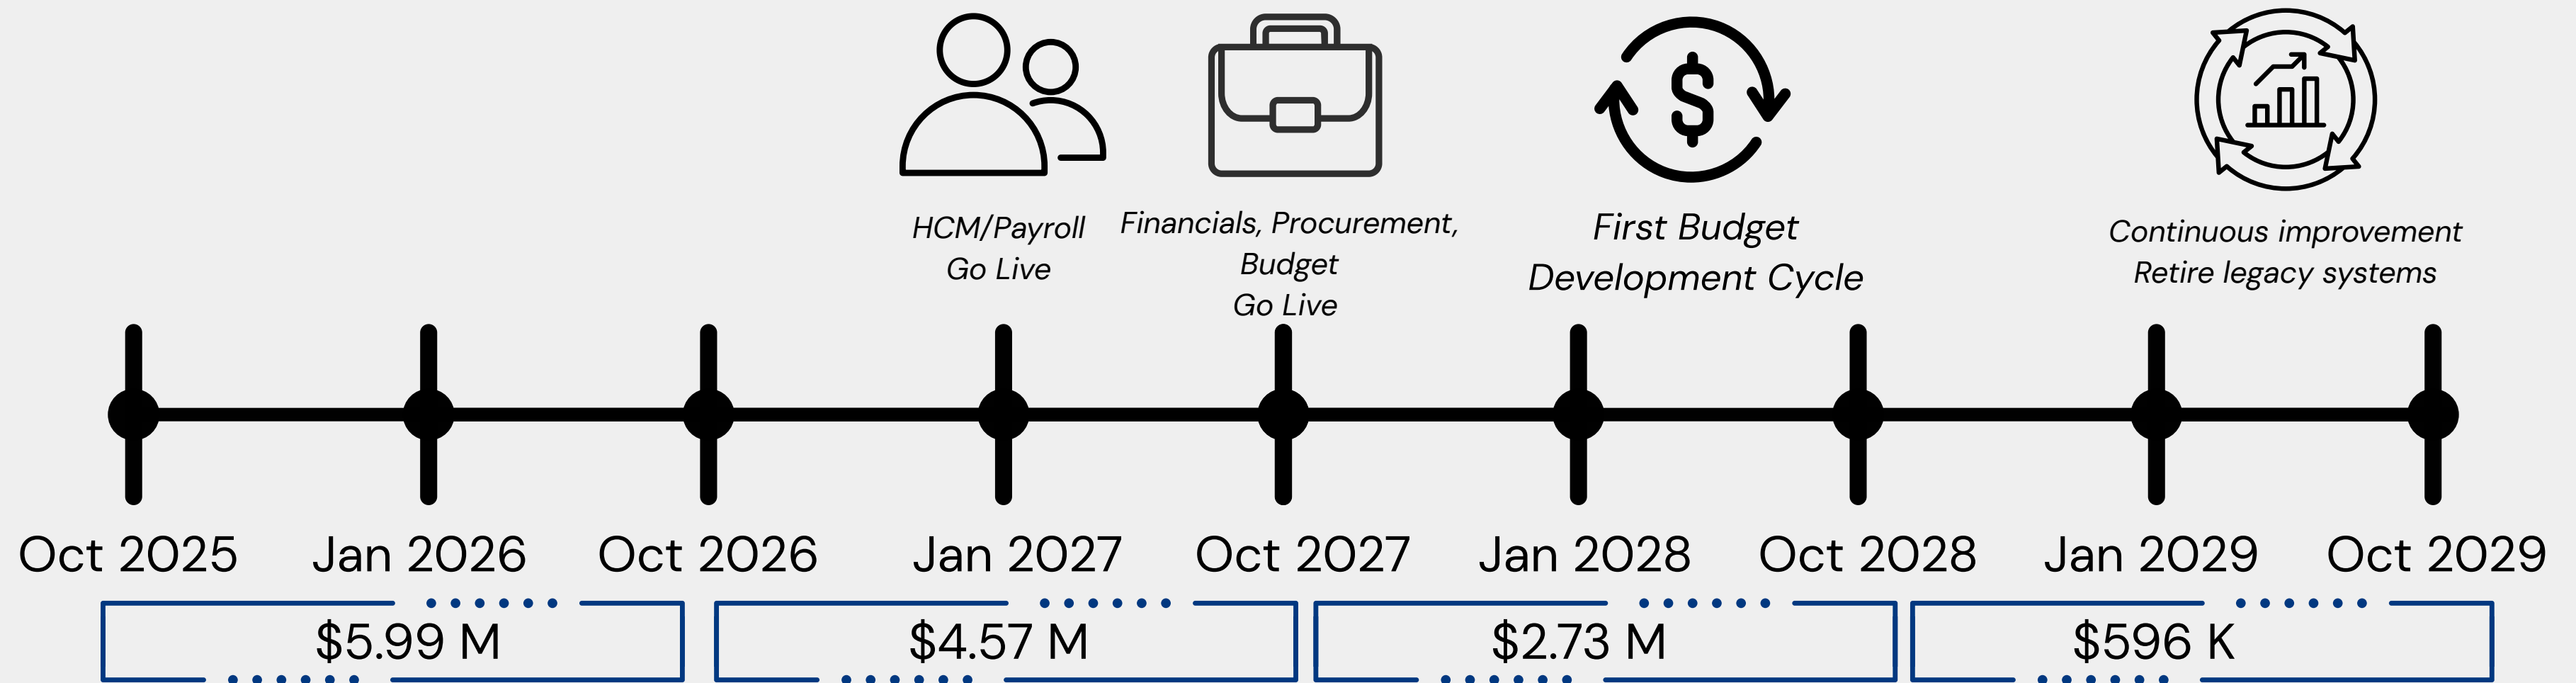 HCM/Payroll
Go Live
Financials, Procurement,
Budget
Go Live
First Budget
Development Cycle
Continuous improvement
Retire legacy systems
Oct 2025
Jan 2026
Oct 2026
Jan 2027
Oct 2027
Jan 2028
Oct 2028
Jan 2029
Oct 2029
$5.99 M
$4.57 M
$2.73 M
$596 K